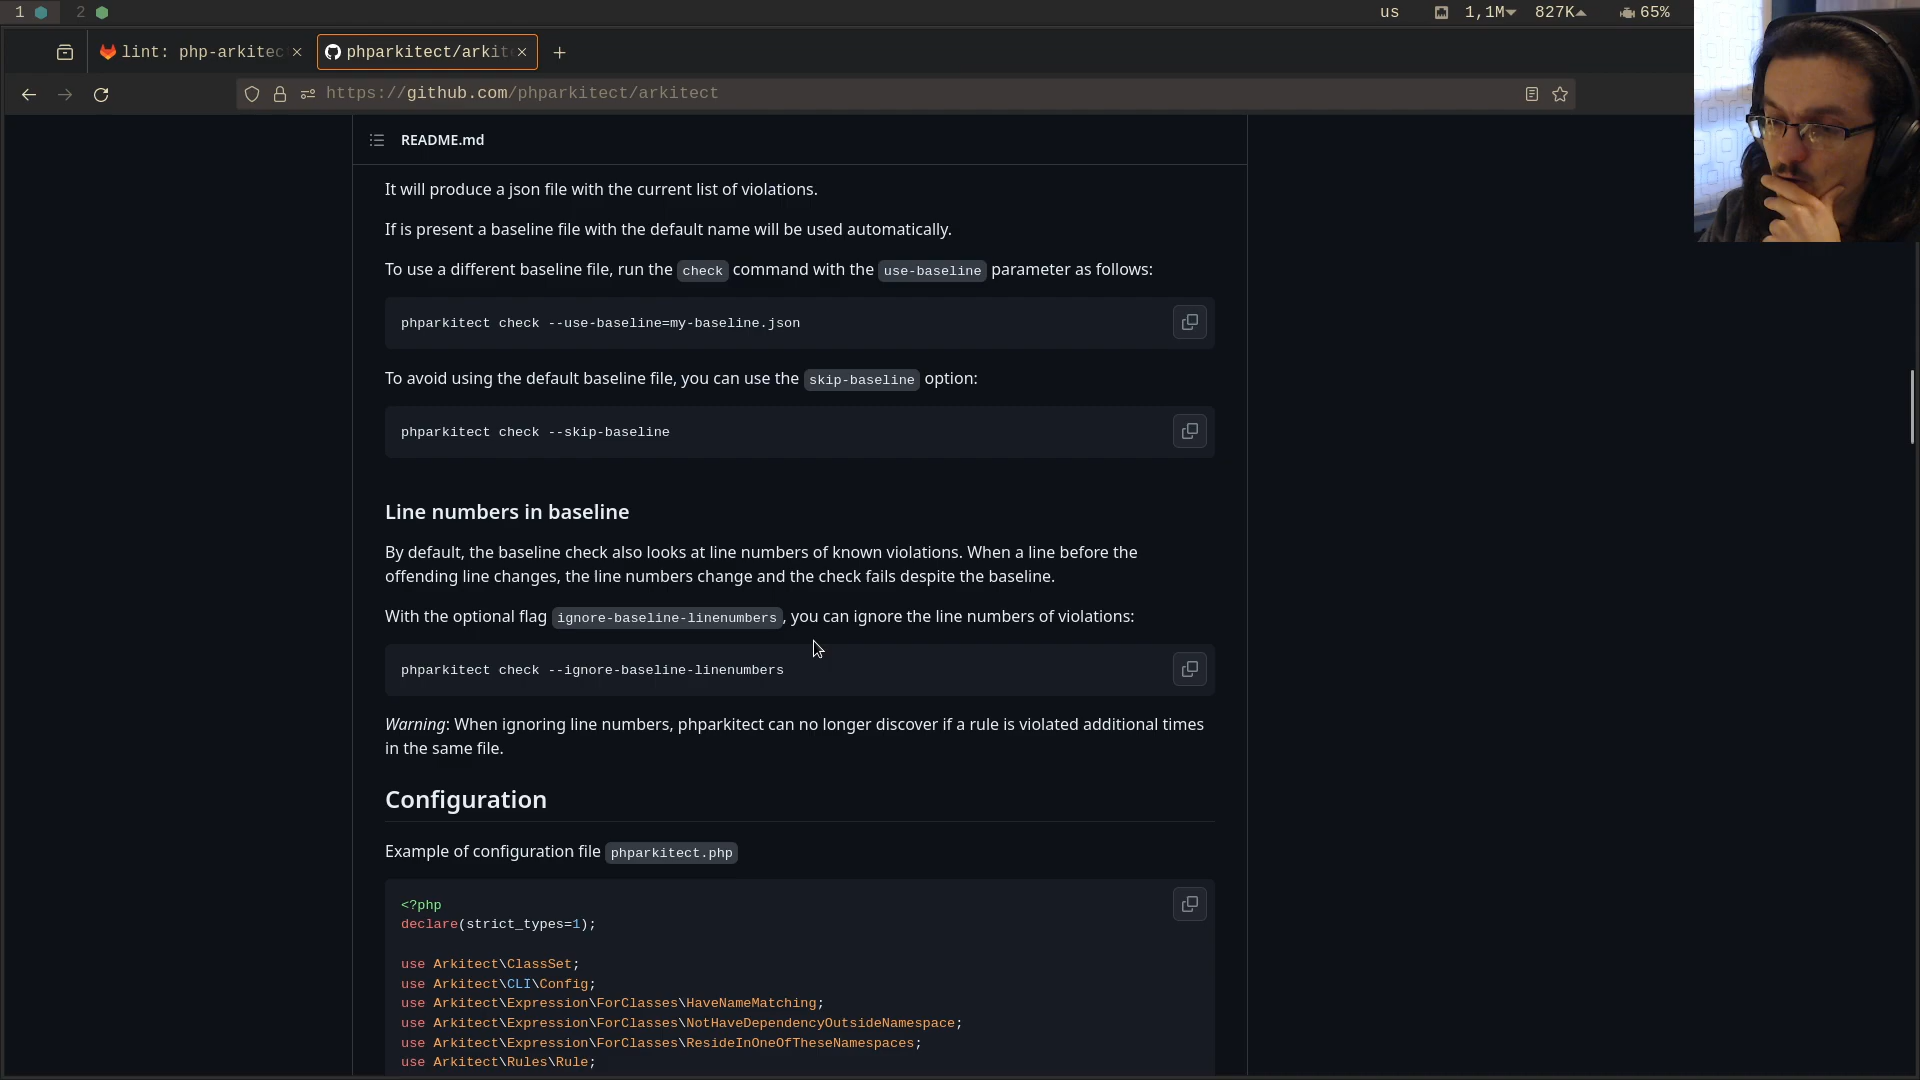 1 2 us 1,1M 827K 65%
lint: php-arkitec phparkitect/arkit
https://github.com/phparkitect/arkitect
README.md
It will produce a json file with the current list of violations.
If is present a baseline file with the default name will be used automatically.
To use a different baseline file, run the check command with the use-baseline parameter as follows:
phparkitect check --use-baseline=my-baseline.json
To avoid using the default baseline file, you can use the skip-baseline option:
phparkitect check --skip-baseline
Line numbers in baseline
By default, the baseline check also looks at line numbers of known violations. When a line before the
offending line changes, the line numbers change and the check fails despite the baseline.
With the optional flag ignore-baseline-linenumbers, you can ignore the line numbers of violations:
phparkitect check --ignore-baseline-linenumbers
Warning: When ignoring line numbers, phparkitect can no longer discover if a rule is violated additional times
in the same file.
Configuration
Example of configuration file phparkitect.php
<?php
declare(strict_types=1);
use Arkitect\ClassSet;
use Arkitect\CLI\Config;
use Arkitect\Expression\ForClasses\HaveNameMatching;
use Arkitect\Expression\ForClasses\NotHaveDependencyOutsideNamespace;
use Arkitect\Expression\ForClasses\ResideInOneOfTheseNamespaces;
use Arkitect\Rules\Rule;